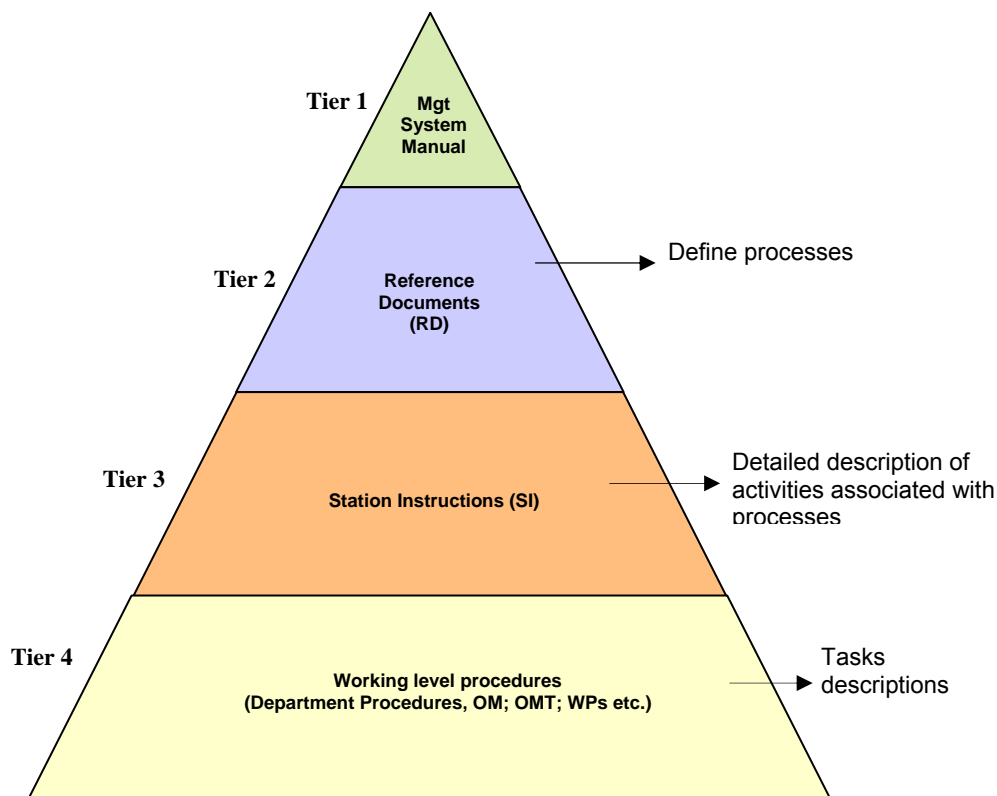 Tier 1
Mgt
System
Manual
Tier 2
Reference
Documents
(RD)
Define processes
Tier 3
Station Instructions (SI)
Detailed description of
activities associated with
processes
Tier 4
Working level procedures
(Department Procedures, OM; OMT; WPs etc.)
Tasks
descriptions